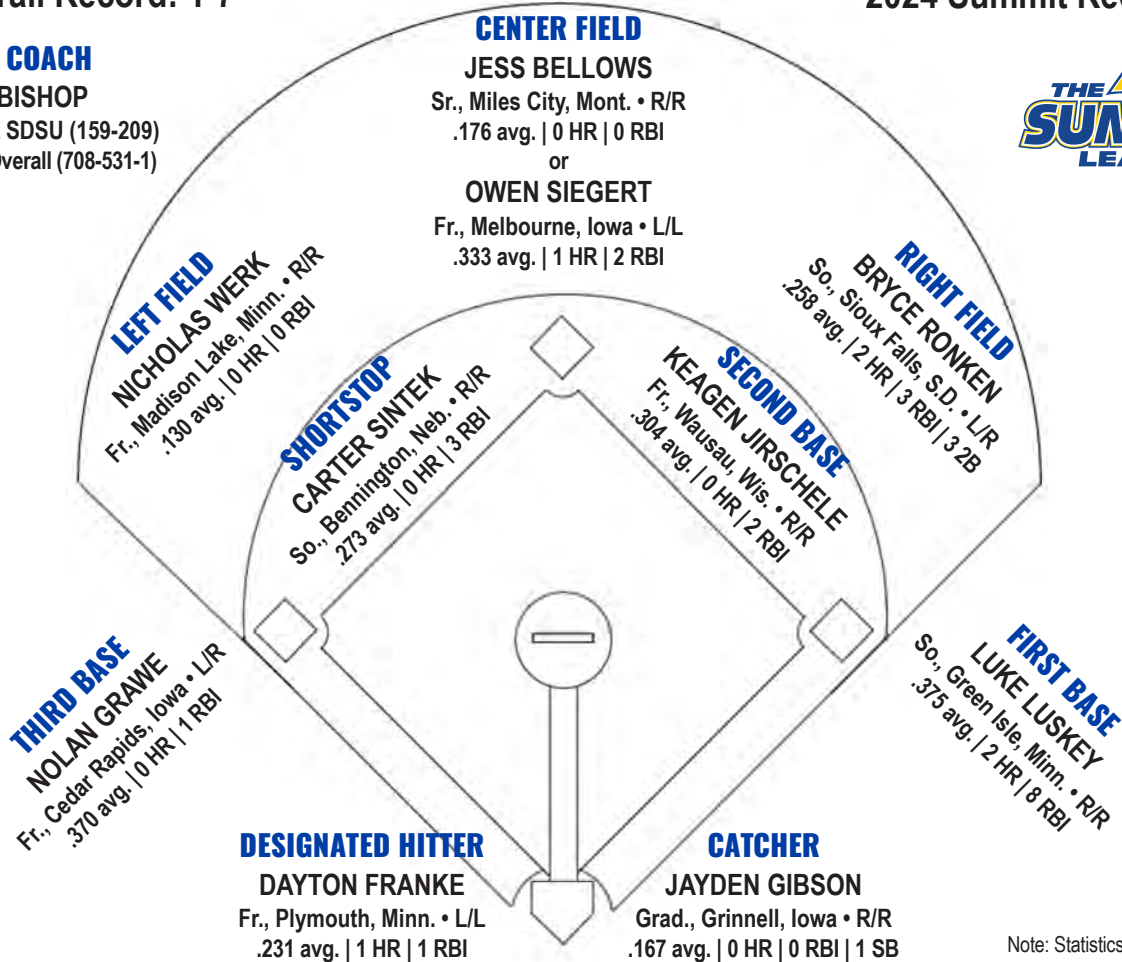 Record: 1-7
2024 Summit
COACH
BISHOP
SDSU (159-209)
Overall (708-531-1)
THE
LEA
CENTER FIELD
JESS BELLOWS
Sr., Miles City, Mont. • R/R
.176 avg. | 0 HR | 0 RBI
or
OWEN SIEGERT
Fr., Melbourne, Iowa • L/L
.333 avg. | 1 HR | 2 RBI
LEFT FIELD
NICHOLAS WERK
Fr., Madison Lake, Minn. • R/R
.130 avg. | 0 HR | 0 RBI
RIGHT FIELD
BRYCE RONKEN
So., Sioux Falls, S.D. • L/R
.258 avg. | 2 HR | 3 RBI | 3 2B
SHORTSTOP
CARTER SINTEK
So., Bennington, Neb. • R/R
.273 avg. | 0 HR | 3 RBI
SECOND BASE
KEAGEN JIRSCHELE
Fr., Wausau, Wis. • R/R
.304 avg. | 0 HR | 2 RBI
THIRD BASE
NOLAN GRAWE
Fr., Cedar Rapids, Iowa • L/R
.370 avg. | 0 HR | 1 RBI
FIRST BASE
LUKE LUSKEY
So., Green Isle, Minn. • R/R
.375 avg. | 2 HR | 8 RBI
DESIGNATED HITTER
DAYTON FRANKE
Fr., Plymouth, Minn. • L/L
.231 avg. | 1 HR | 1 RBI
CATCHER
JAYDEN GIBSON
Grad., Grinnell, Iowa • R/R
.167 avg. | 0 HR | 0 RBI | 1 SB
Note: Statistics